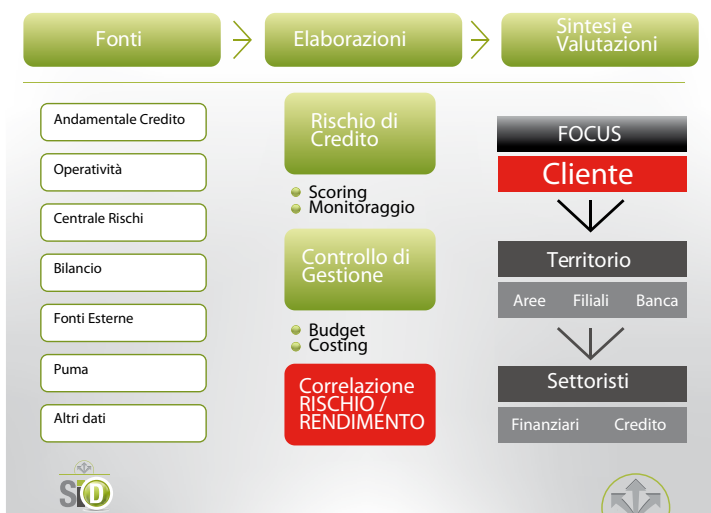 Fonti
Elaborazioni
Sintesi e
Valutazioni
Andamentale Credito
Operatività
Centrale Rischi
Bilancio
Fonti Esterne
Puma
Altri dati
Rischio di
Credito
Scoring
Monitoraggio
Controllo di
Gestione
Budget
Costing
Correlazione
RISCHIO /
RENDIMENTO
FOCUS
Cliente
Territorio
Aree Filiali Banca
Settoristi
Finanziari Credito
SiD